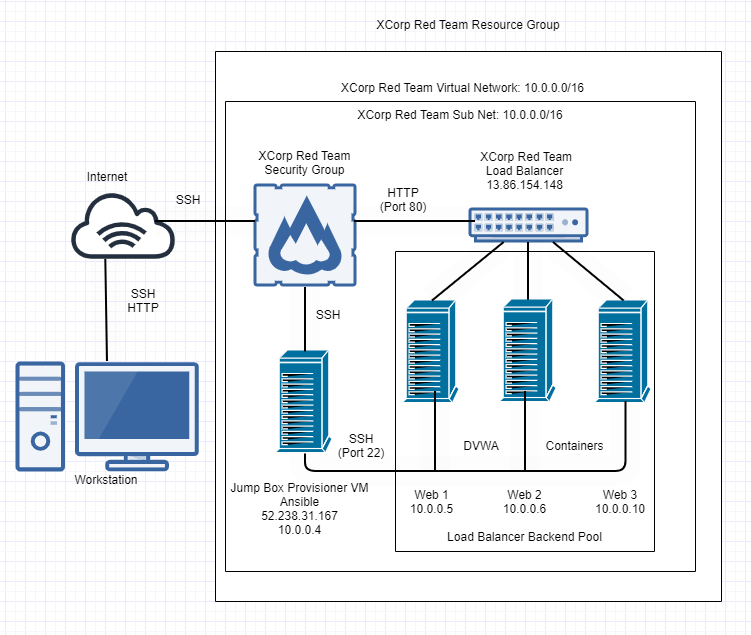 XCorp Red Team Resource Group
XCorp Red Team Virtual Network: 10.0.0.0/16
XCorp Red Team Sub Net: 10.0.0.0/16
XCorp Red Team
Security Group
XCorp Red Team
Load Balancer
13.86.154.148
Internet
SSH
HTTP
(Port 80)
SSH
HTTP
SSH
SSH
(Port 22)
DVWA
Containers
Workstation
Jump Box Provisioner VM
Ansible
52.238.31.167
10.0.0.4
Web 1
10.0.0.5
Web 2
10.0.0.6
Web 3
10.0.0.10
Load Balancer Backend Pool